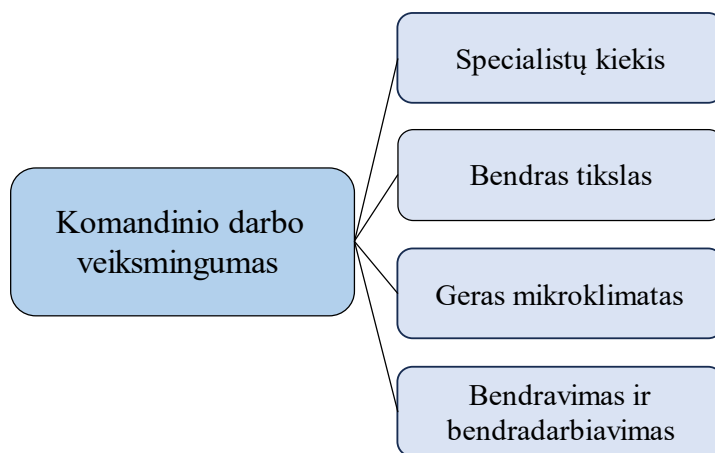 Komandinio darbo
veiksmingumas
Specialistų kiekis
Bendras tikslas
Geras mikroklimatas
Bendravimas ir
bendradarbiavimas